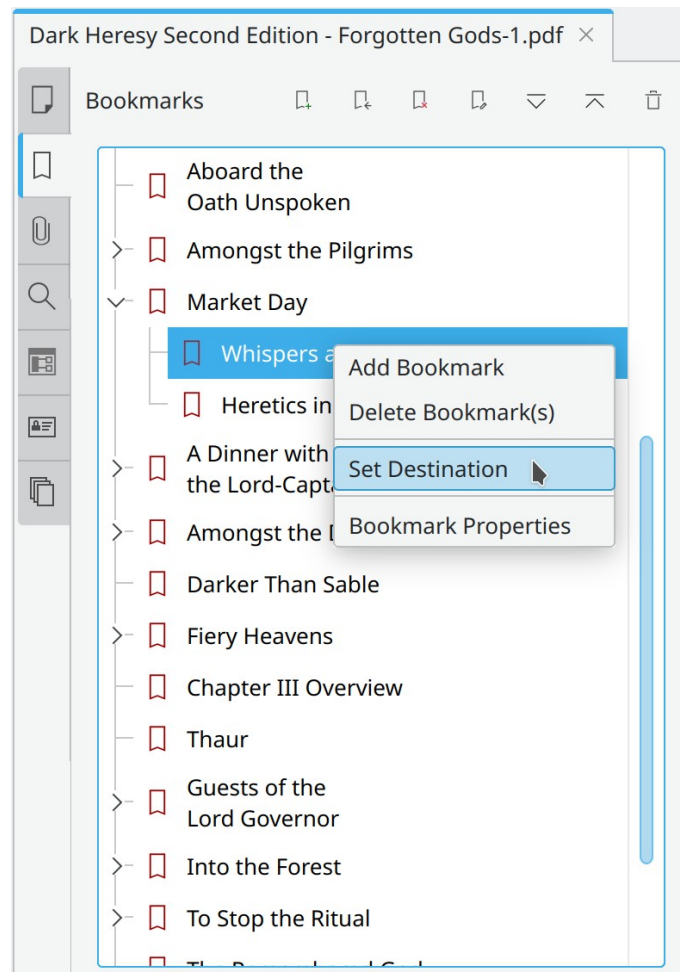 Dark Heresy Second Edition - Forgotten Gods-1.pdf
Bookmarks
Aboard the
Oath Unspoken
Amongst the Pilgrims
Market Day
Whispers
Add Bookmark
Heretics in
Delete Bookmark(s)
A Dinner with
Set Destination
the Lord-Capta
Amongst the
Bookmark Properties
Darker Than Sable
Fiery Heavens
Chapter III Overview
Thaur
Guests of the
Lord Governor
Into the Forest
To Stop the Ritual